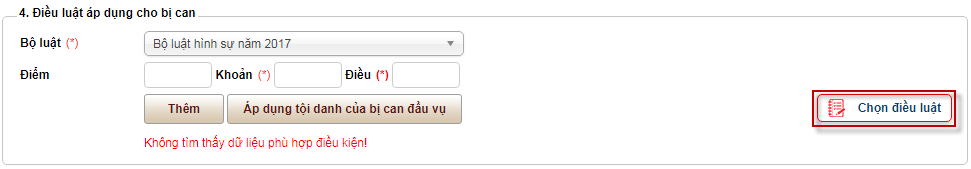 4. Điều luật áp dụng cho bị can
Bộ luật (*) Bộ luật hình sự năm 2017
Điểm Khoản (*) Điều (*)
Thêm Áp dụng tội danh của bị can đầu vụ Chọn điều luật
Không tìm thấy dữ liệu phù hợp điều kiện!